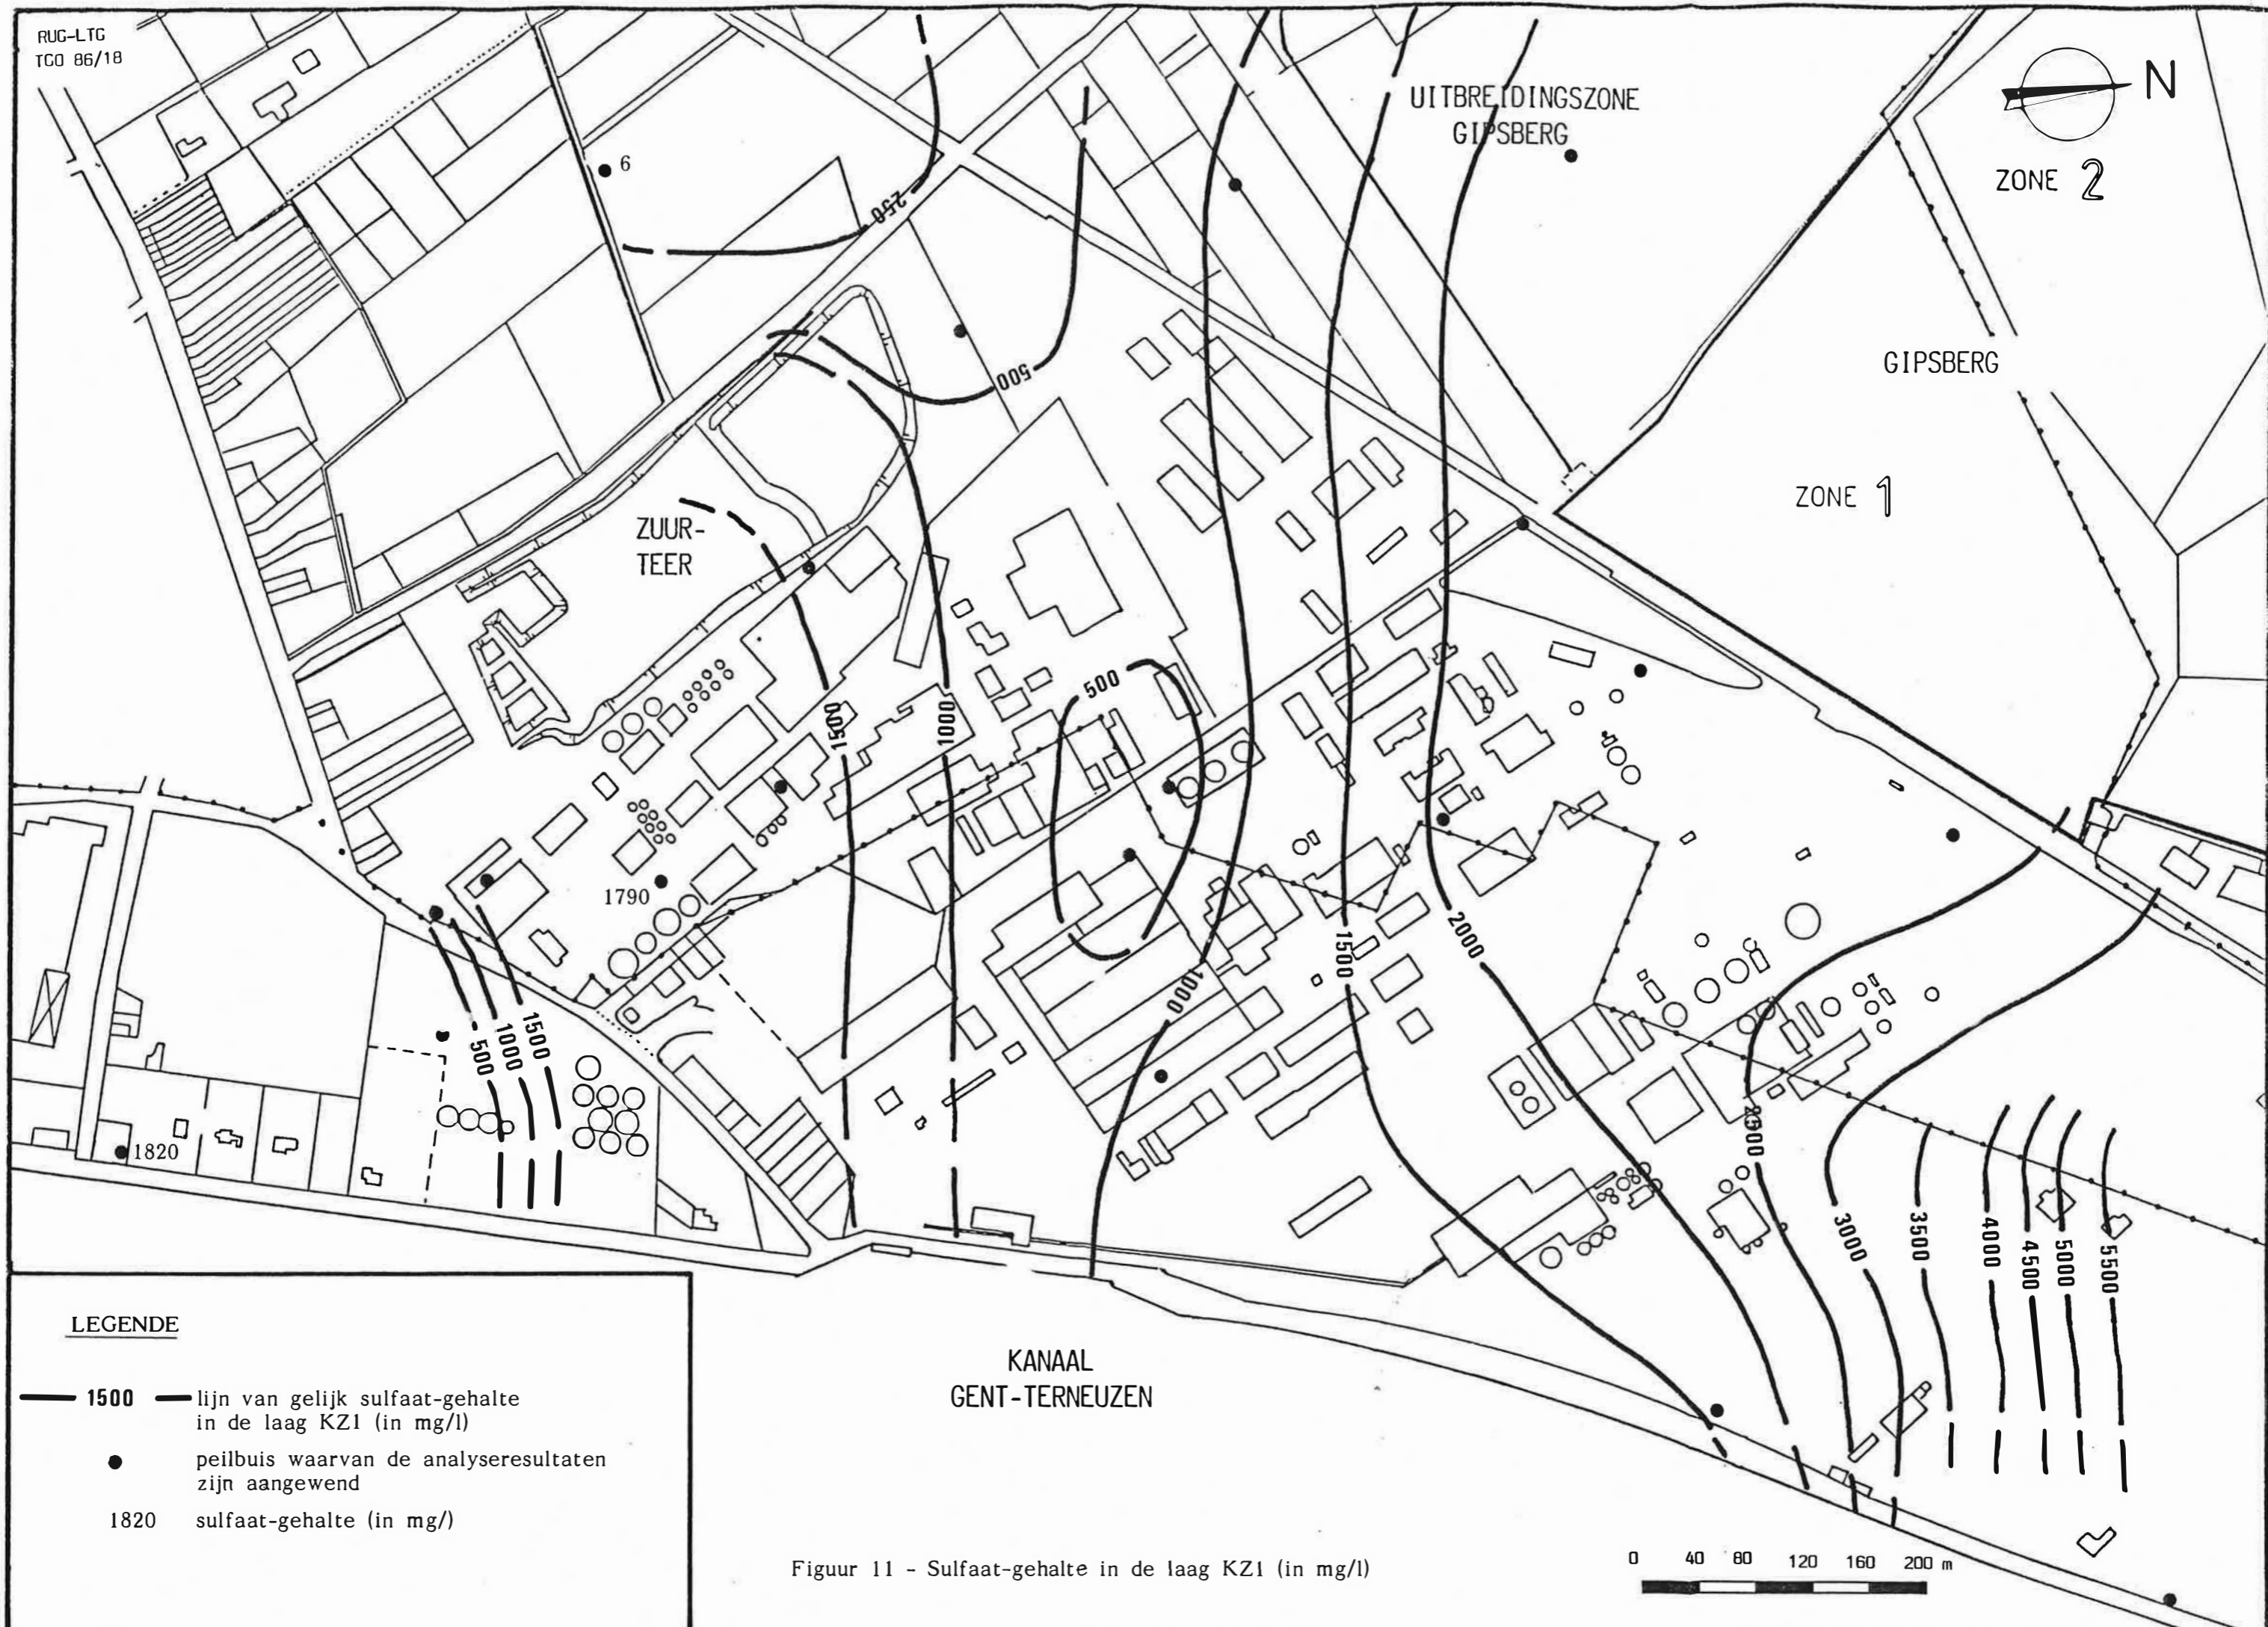 RUG-LTG
TGO 86/18
6
250
UITBREIDINGSZONE
GIPSBERG
N
ZONE 2
GIPSBERG
ZONE 1
500
ZUUR-
TEER
500
1500
1000
1790
1000
1500
2000
500
1000
1500
2500
1820
3000
3500
4000
4500
5000
5500
LEGENDE
1500 lijn van gelijk sulfaat-gehalte
in de laag KZ1 (in mg/l)
peilbuis waarvan de analyseresultaten
zijn aangewend
1820 sulfaat-gehalte (in mg/)
KANAAL
GENT-TERNEUZEN
Figuur 11 - Sulfaat-gehalte in de laag KZ1 (in mg/l)
0 40 80 120 160 200 m